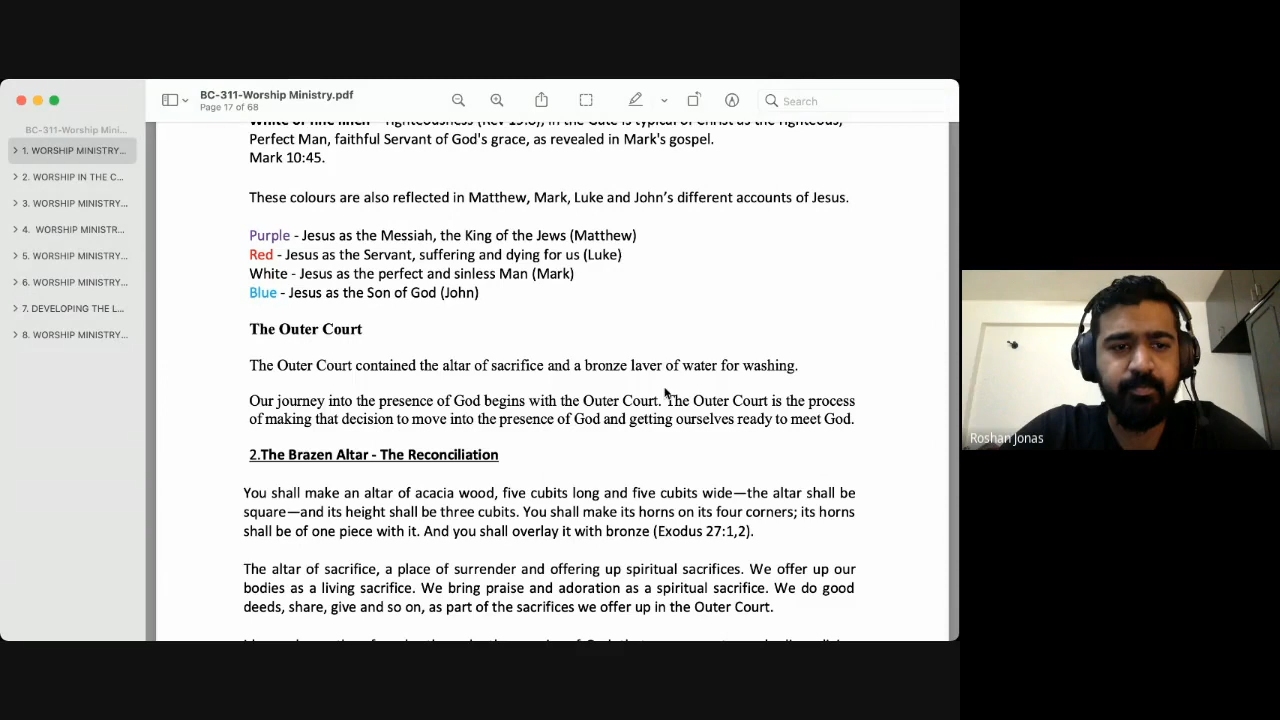 BC-311-Worship Ministry.pdf
Page 17 of 68
Search
BC-311-Worship Mini...
1. WORSHIP MINISTRY...
2. WORSHIP IN THE C...
3. WORSHIP MINISTRY...
4. WORSHIP MINISTR...
5. WORSHIP MINISTRY...
6. WORSHIP MINISTRY...
7. DEVELOPING THE L...
8. WORSHIP MINISTRY...
Perfect Man, faithful Servant of God's grace, as revealed in Mark's gospel.
Mark 10:45.
These colours are also reflected in Matthew, Mark, Luke and John’s different accounts of Jesus.
Purple - Jesus as the Messiah, the King of the Jews (Matthew)
Red - Jesus as the Servant, suffering and dying for us (Luke)
White - Jesus as the perfect and sinless Man (Mark)
Blue - Jesus as the Son of God (John)
The Outer Court
The Outer Court contained the altar of sacrifice and a bronze laver of water for washing.
Our journey into the presence of God begins with the Outer Court. The Outer Court is the process
of making that decision to move into the presence of God and getting ourselves ready to meet God.
2.The Brazen Altar - The Reconciliation
You shall make an altar of acacia wood, five cubits long and five cubits wide—the altar shall be
square—and its height shall be three cubits. You shall make its horns on its four corners; its horns
shall be of one piece with it. And you shall overlay it with bronze (Exodus 27:1,2).
The altar of sacrifice, a place of surrender and offering up spiritual sacrifices. We offer up our
bodies as a living sacrifice. We bring praise and adoration as a spiritual sacrifice. We do good
deeds, share, give and so on, as part of the sacrifices we offer up in the Outer Court.
Roshan Jonas